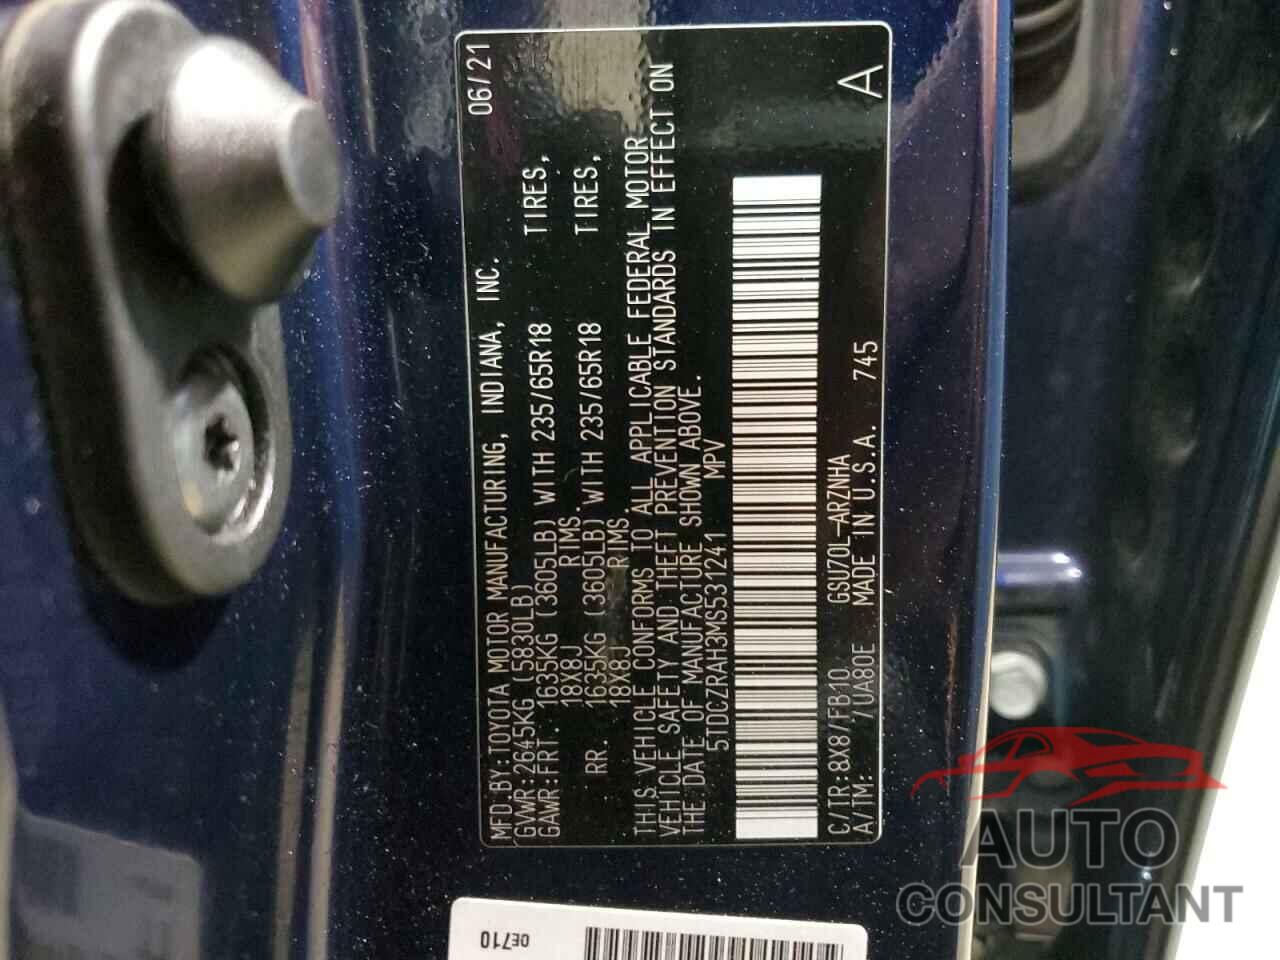 MFD.BY:TOYOTA MOTOR MANUFACTURING, INDIANA, INC. 06/21
GVWR:2645KG (5830LB)
GAWR:FRT. 1635KG (3605LB) WITH 235/65R18 TIRES,
18X8J RIMS.
RR. 1635KG (3605LB) WITH 235/65R18 TIRES,
18X8J RIMS.
THIS VEHICLE CONFORMS TO ALL APPLICABLE FEDERAL MOTOR
VEHICLE SAFETY AND THEFT PREVENTION STANDARDS IN EFFECT ON
THE DATE OF MANUFACTURE SHOWN ABOVE.
5TDCZRAH3MS531241 MPV
C/TR:8X8/FB10 GSU70L-ARZNHA
A/TM: /UA80E MADE IN U.S.A. 745 A
0E710
AUTO
CONSULTANT